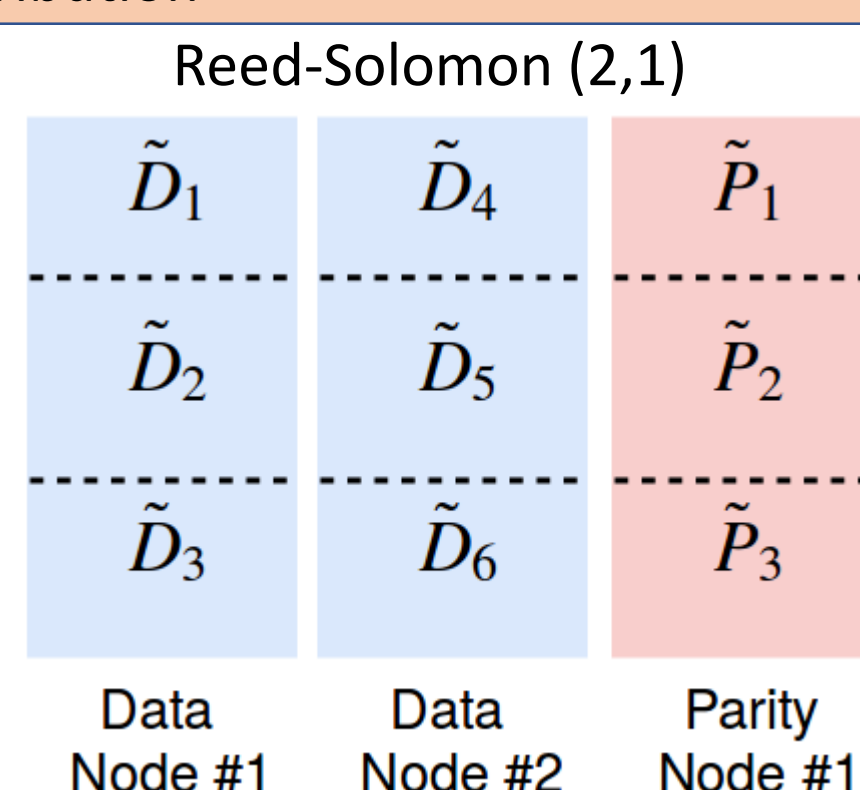 Reed-Solomon (2,1)
D̃₁ D̃₄ P̃₁
D̃₂ D̃₅ P̃₂
D̃₃ D̃₆ P̃₃
Data Data Parity
Node #1 Node #2 Node #1